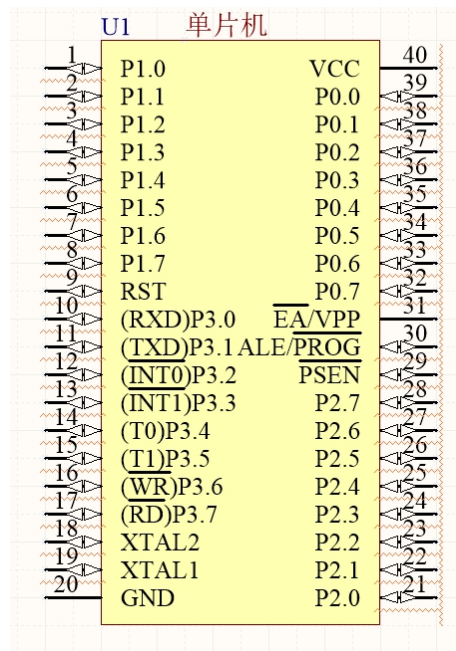 U1 单片机
1 P1.0 VCC 40
2 P1.1 P0.0 39
3 P1.2 P0.1 38
4 P1.3 P0.2 37
5 P1.4 P0.3 36
6 P1.5 P0.4 35
7 P1.6 P0.5 34
8 P1.7 P0.6 33
9 RST P0.7 32
10 (RXD)P3.0 EA/VPP 31
11 (TXD)P3.1 ALE/PROG 30
12 (INT0)P3.2 PSEN 29
13 (INT1)P3.3 P2.7 28
14 (T0)P3.4 P2.6 27
15 (T1)P3.5 P2.5 26
16 (WR)P3.6 P2.4 25
17 (RD)P3.7 P2.3 24
18 XTAL2 P2.2 23
19 XTAL1 P2.1 22
20 GND P2.0 21